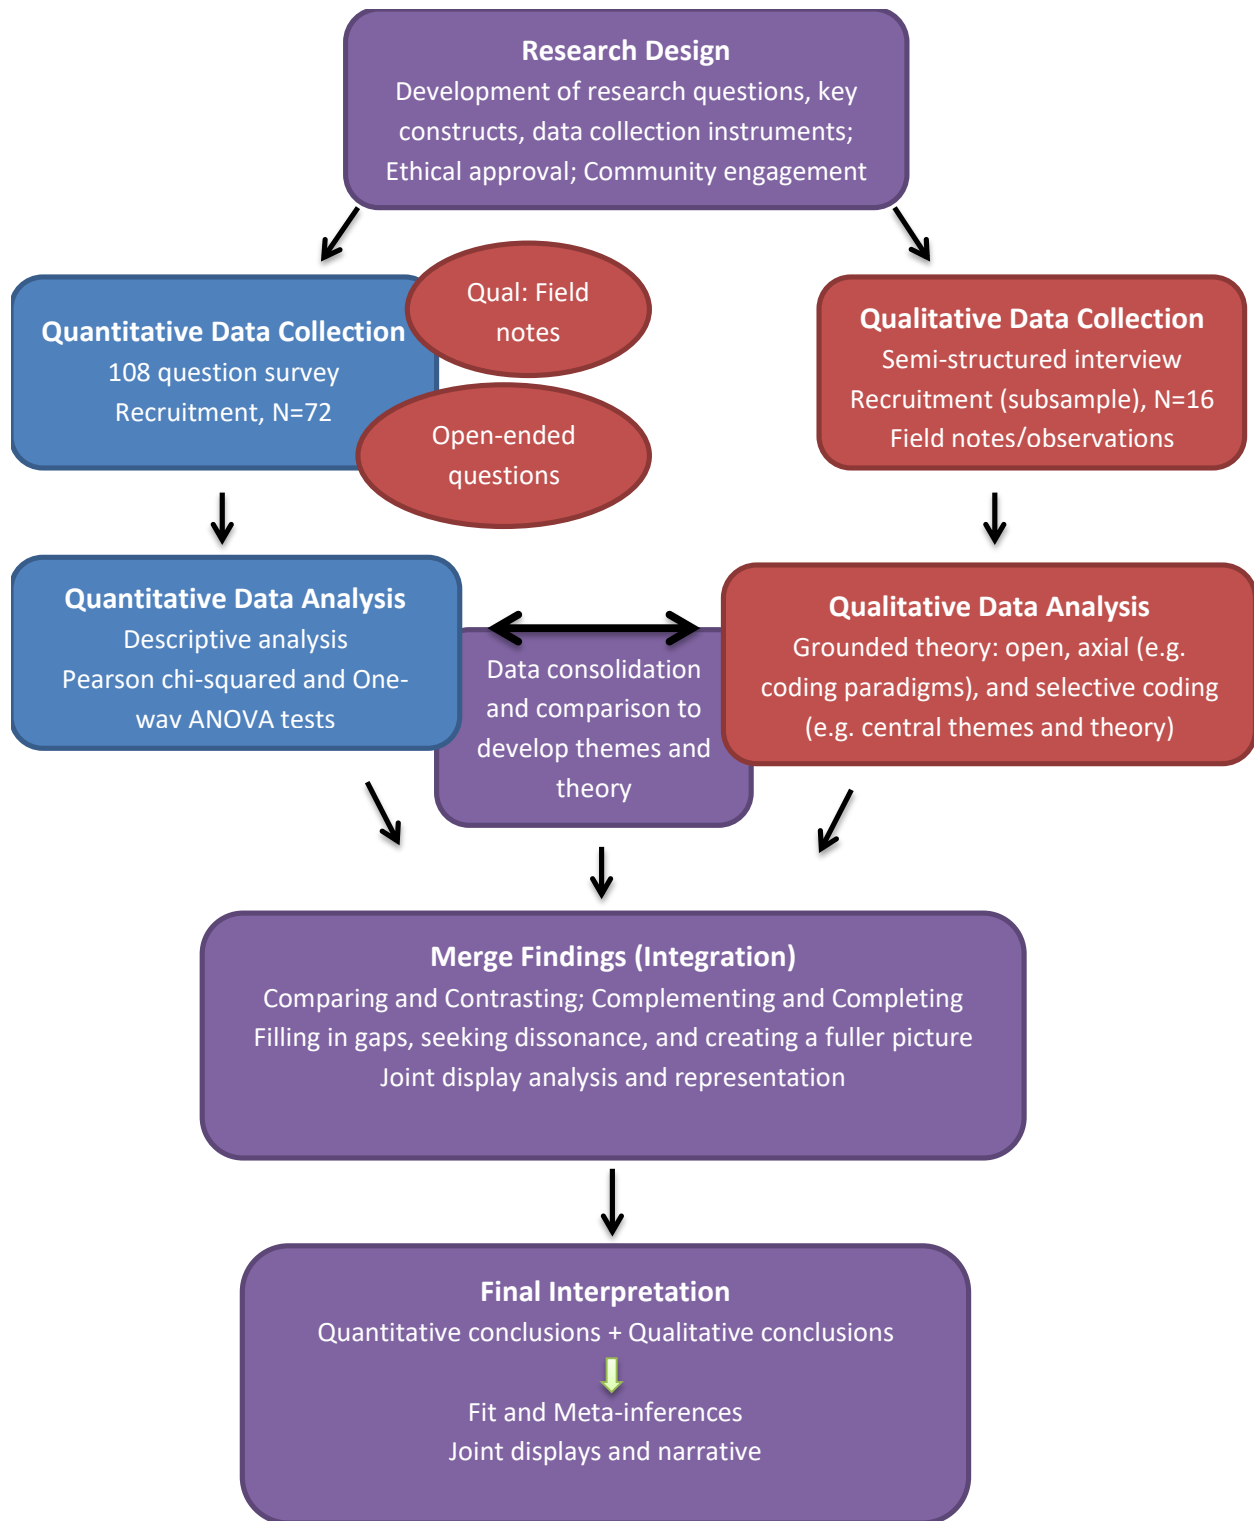 Research Design
Development of research questions, key
constructs, data collection instruments;
Ethical approval; Community engagement
Quantitative Data Collection
108 question survey
Recruitment, N=72
Qual: Field
notes
Open-ended
questions
Qualitative Data Collection
Semi-structured interview
Recruitment (subsample), N=16
Field notes/observations
Quantitative Data Analysis
Descriptive analysis
Pearson chi-squared and One-
way ANOVA tests
Data consolidation
and comparison to
develop themes and
theory
Qualitative Data Analysis
Grounded theory: open, axial (e.g.
coding paradigms), and selective coding
(e.g. central themes and theory)
Merge Findings (Integration)
Comparing and Contrasting; Complementing and Completing
Filling in gaps, seeking dissonance, and creating a fuller picture
Joint display analysis and representation
Final Interpretation
Quantitative conclusions + Qualitative conclusions
Fit and Meta-inferences
Joint displays and narrative